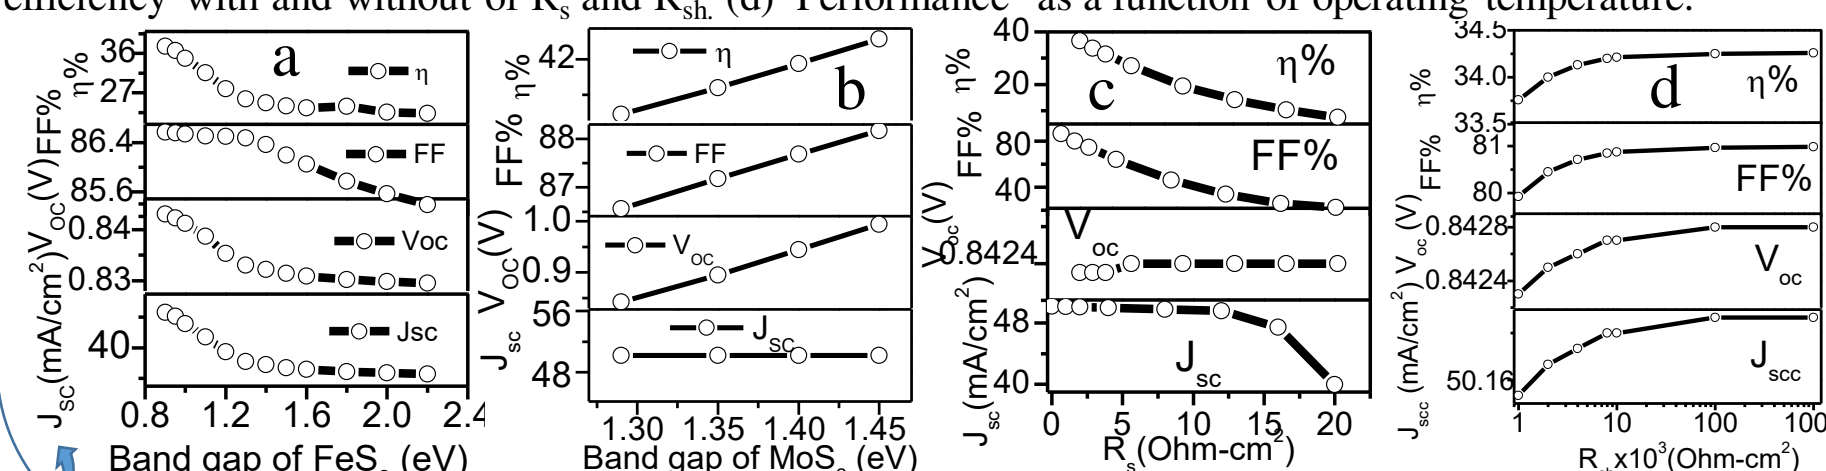 efficiency with and without of Rs and Rsh. (d) Performance as a function of operating temperature.
a
η%
36
27
η
FF%
86.4
85.6
FF
VOC(V)
0.84
0.83
Voc
JSC(mA/cm²)
40
Jsc
0.8 1.2 1.6 2.0 2.4
Band gap of FeS2 (eV)
b
η%
42
η
FF%
88
87
FF
VOC(V)
1.0
0.9
VOC
Jsc
56
48
JSC
1.30 1.35 1.40 1.45
Band gap of MoS2 (eV)
c
η%
40
20
η%
FF%
80
40
FF%
Voc(V)
0.8424
Voc
Jsc(mA/cm²)
48
40
Jsc
0 5 10 15 20
Rs(Ohm-cm²)
d
η%
34.5
34.0
33.5
η%
FF%
81
80
FF%
Voc(V)
0.8428
0.8424
Voc
Jscc(mA/cm²)
50.16
Jscc
1 10 100 100
Rshx10³(Ohm-cm²)